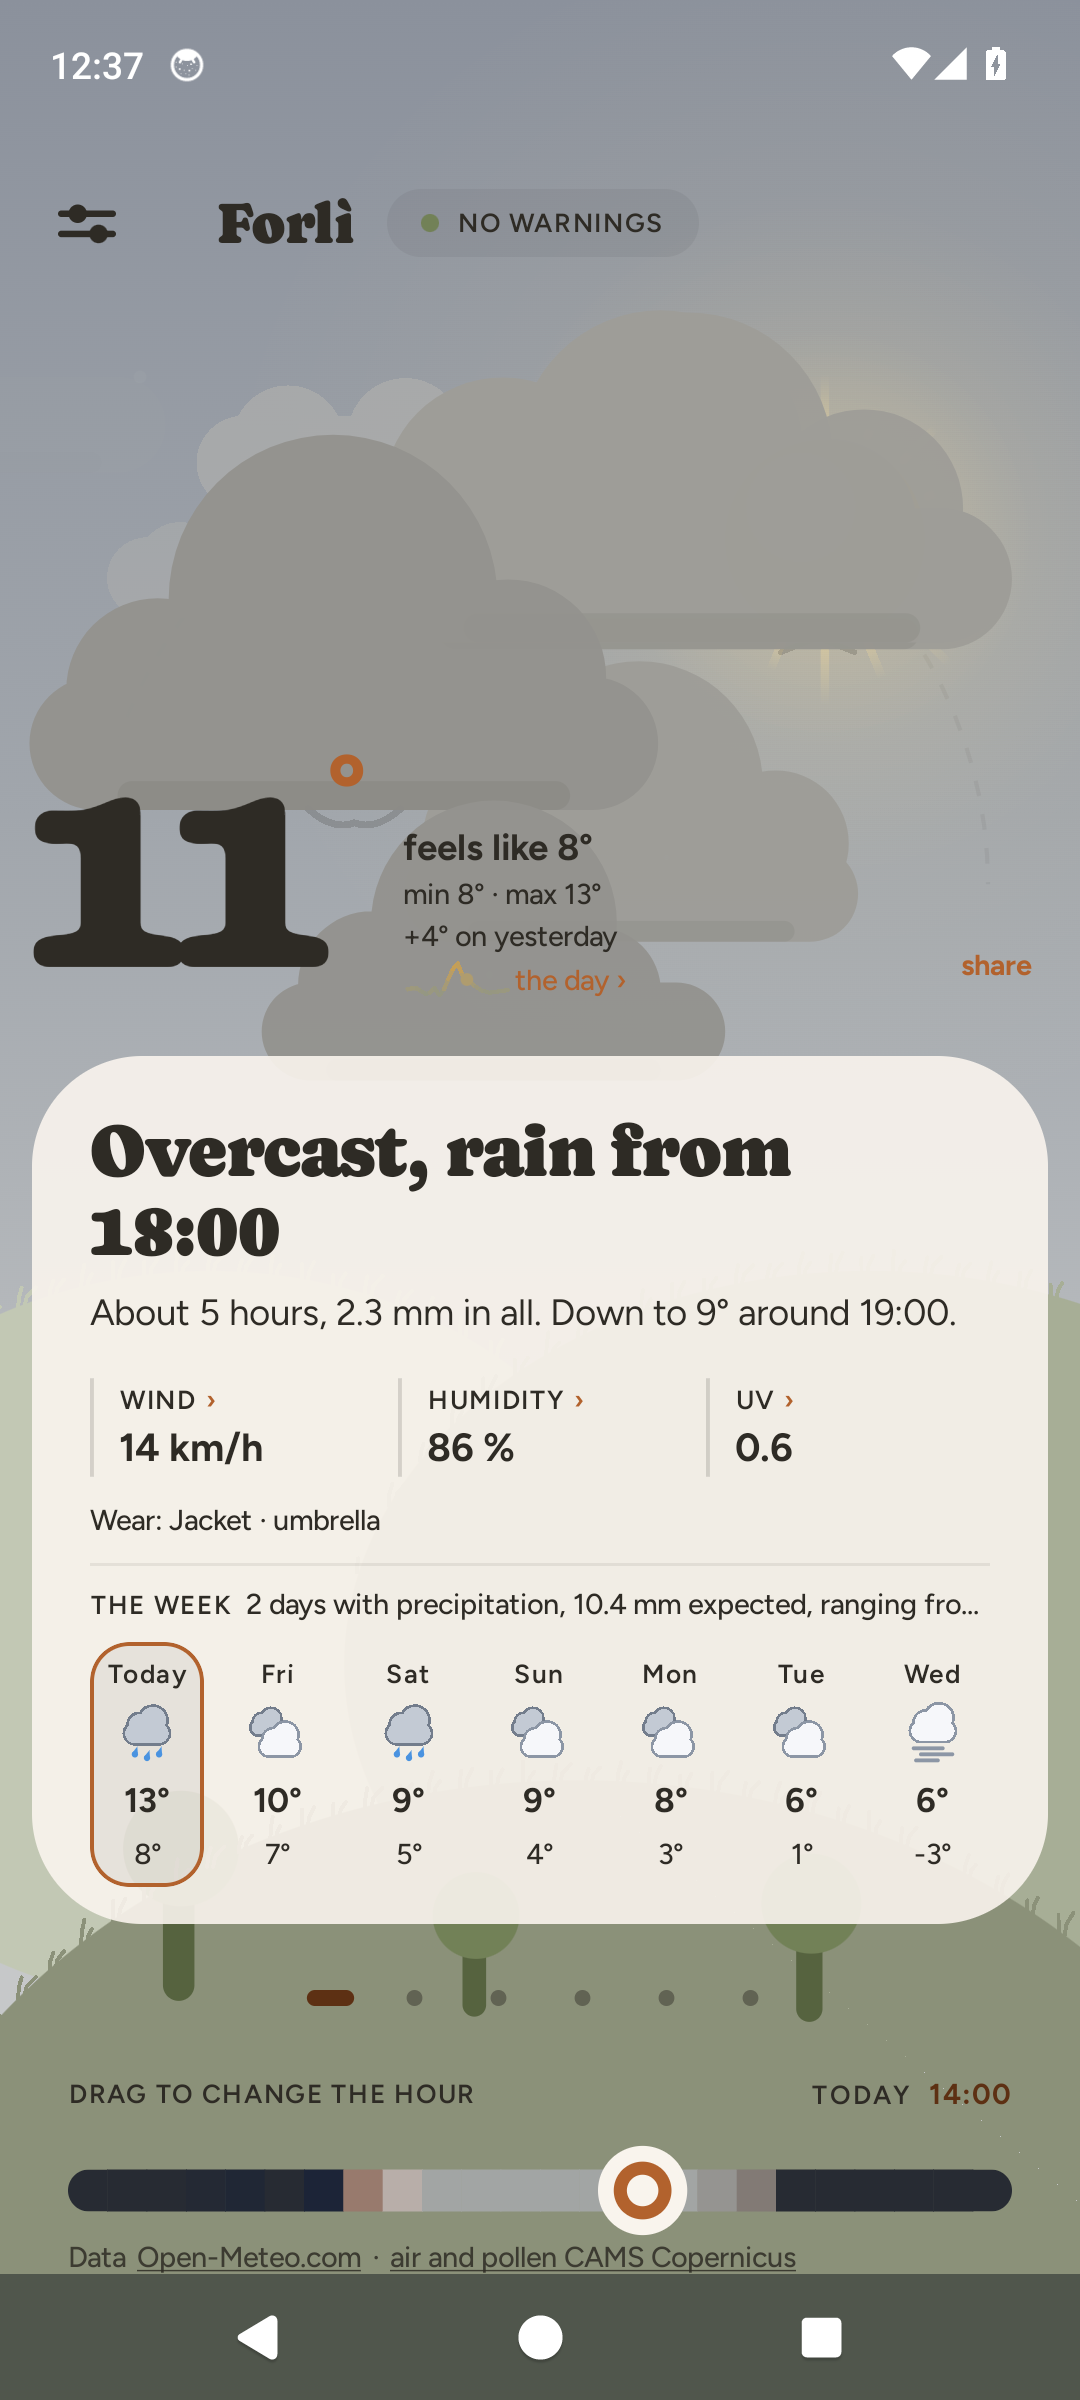 12:37
Forlì
NO WARNINGS
11
feels like 8°
min 8° · max 13°
+4° on yesterday
the day ›
share
Overcast, rain from
18:00
About 5 hours, 2.3 mm in all. Down to 9° around 19:00.
WIND › HUMIDITY › UV ›
14 km/h 86 % 0.6
Wear: Jacket · umbrella
THE WEEK 2 days with precipitation, 10.4 mm expected, ranging fro...
Today Fri Sat Sun Mon Tue Wed
13° 10° 9° 9° 8° 6° 6°
8° 7° 5° 4° 3° 1° -3°
DRAG TO CHANGE THE HOUR TODAY 14:00
Data Open-Meteo.com · air and pollen CAMS Copernicus